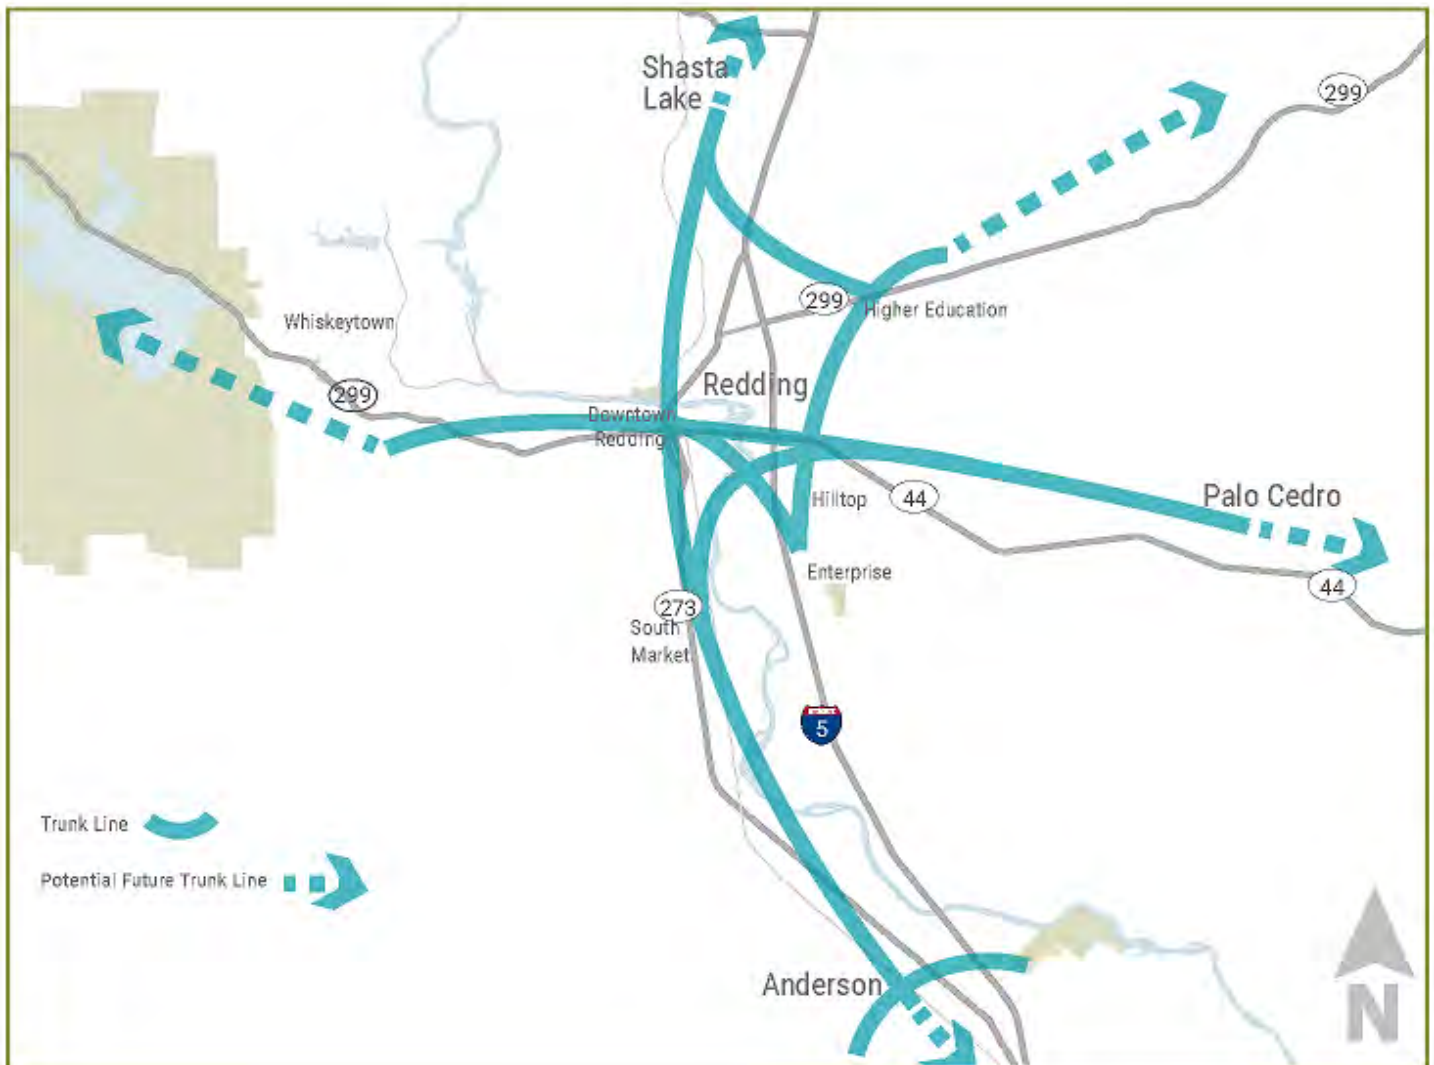 Shasta
Lake
299
299
Higher Education
Whiskeytown
299
Redding
Downtown
Redding
Palo Cedro
Hilltop
44
Enterprise
44
273
South
Market
5
Trunk Line
Potential Future Trunk Line
Anderson
N